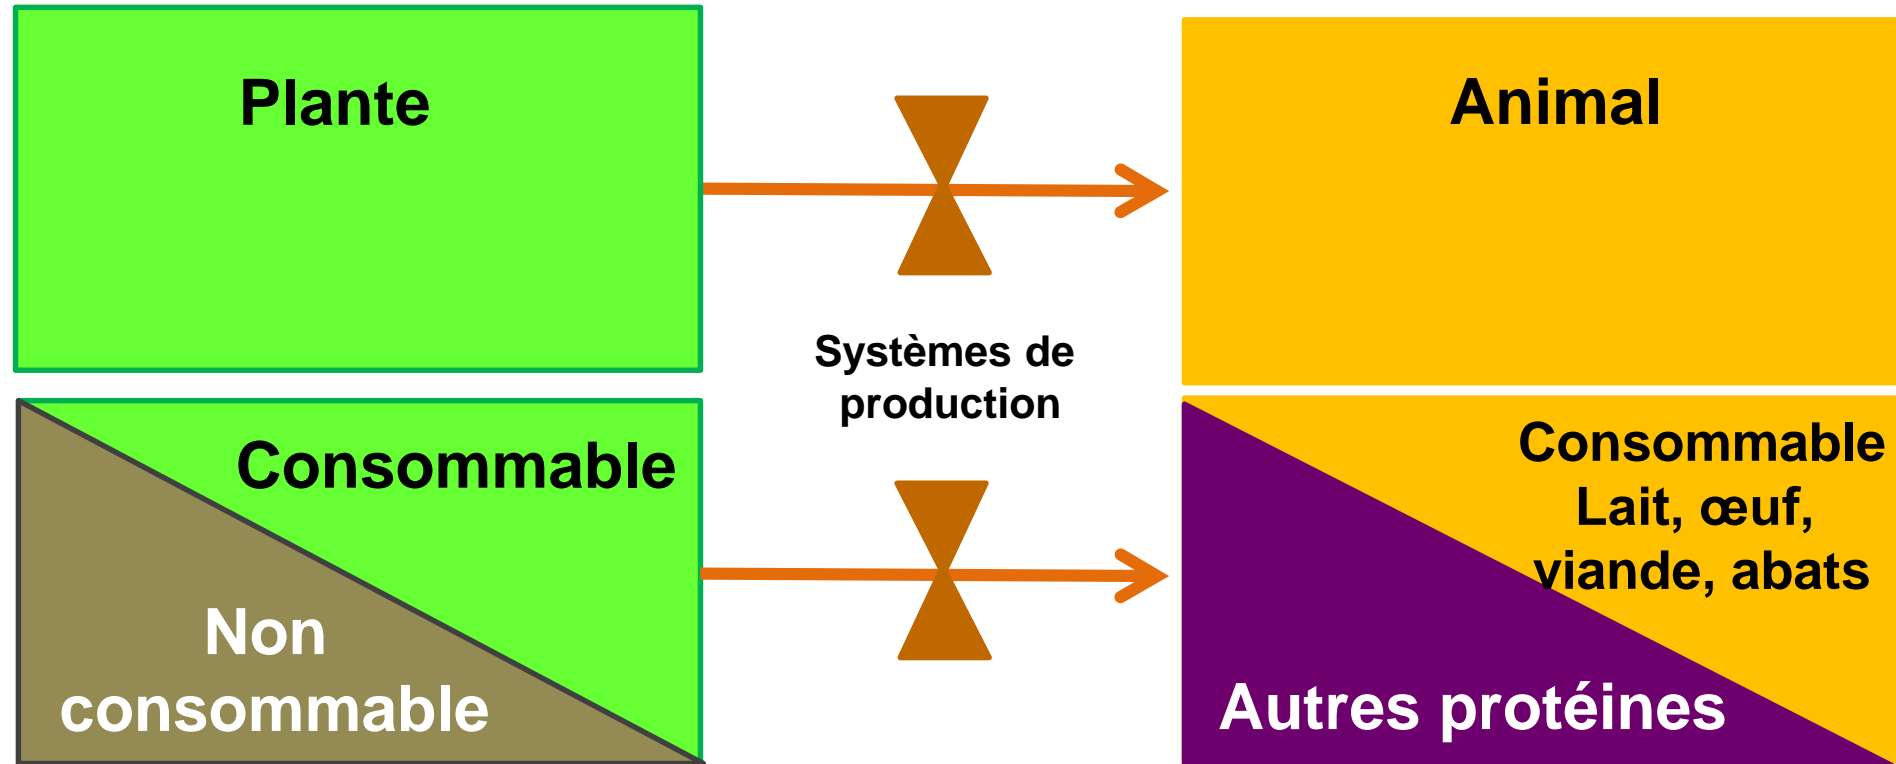 Plante
Animal
Systèmes de
production
Consommable
Non
consommable
Consommable
Lait, œuf,
viande, abats
Autres protéines